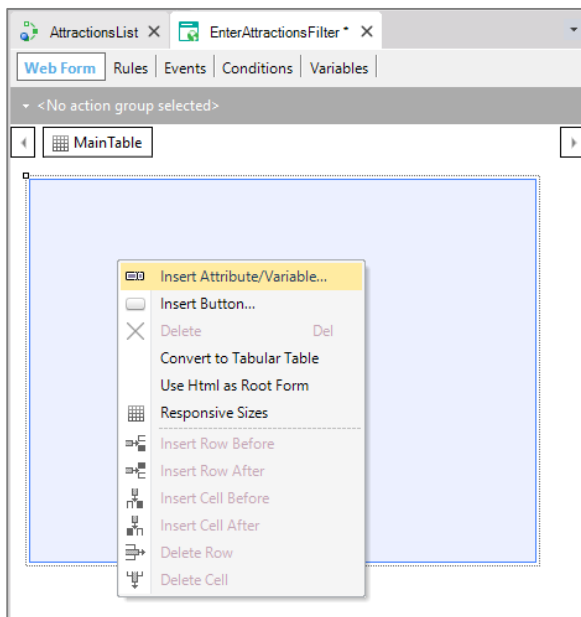 AttractionsList EnterAttractionsFilter *
Web Form Rules Events Conditions Variables
<No action group selected>
MainTable
Insert Attribute/Variable...
Insert Button...
Delete Del
Convert to Tabular Table
Use Html as Root Form
Responsive Sizes
Insert Row Before
Insert Row After
Insert Cell Before
Insert Cell After
Delete Row
Delete Cell